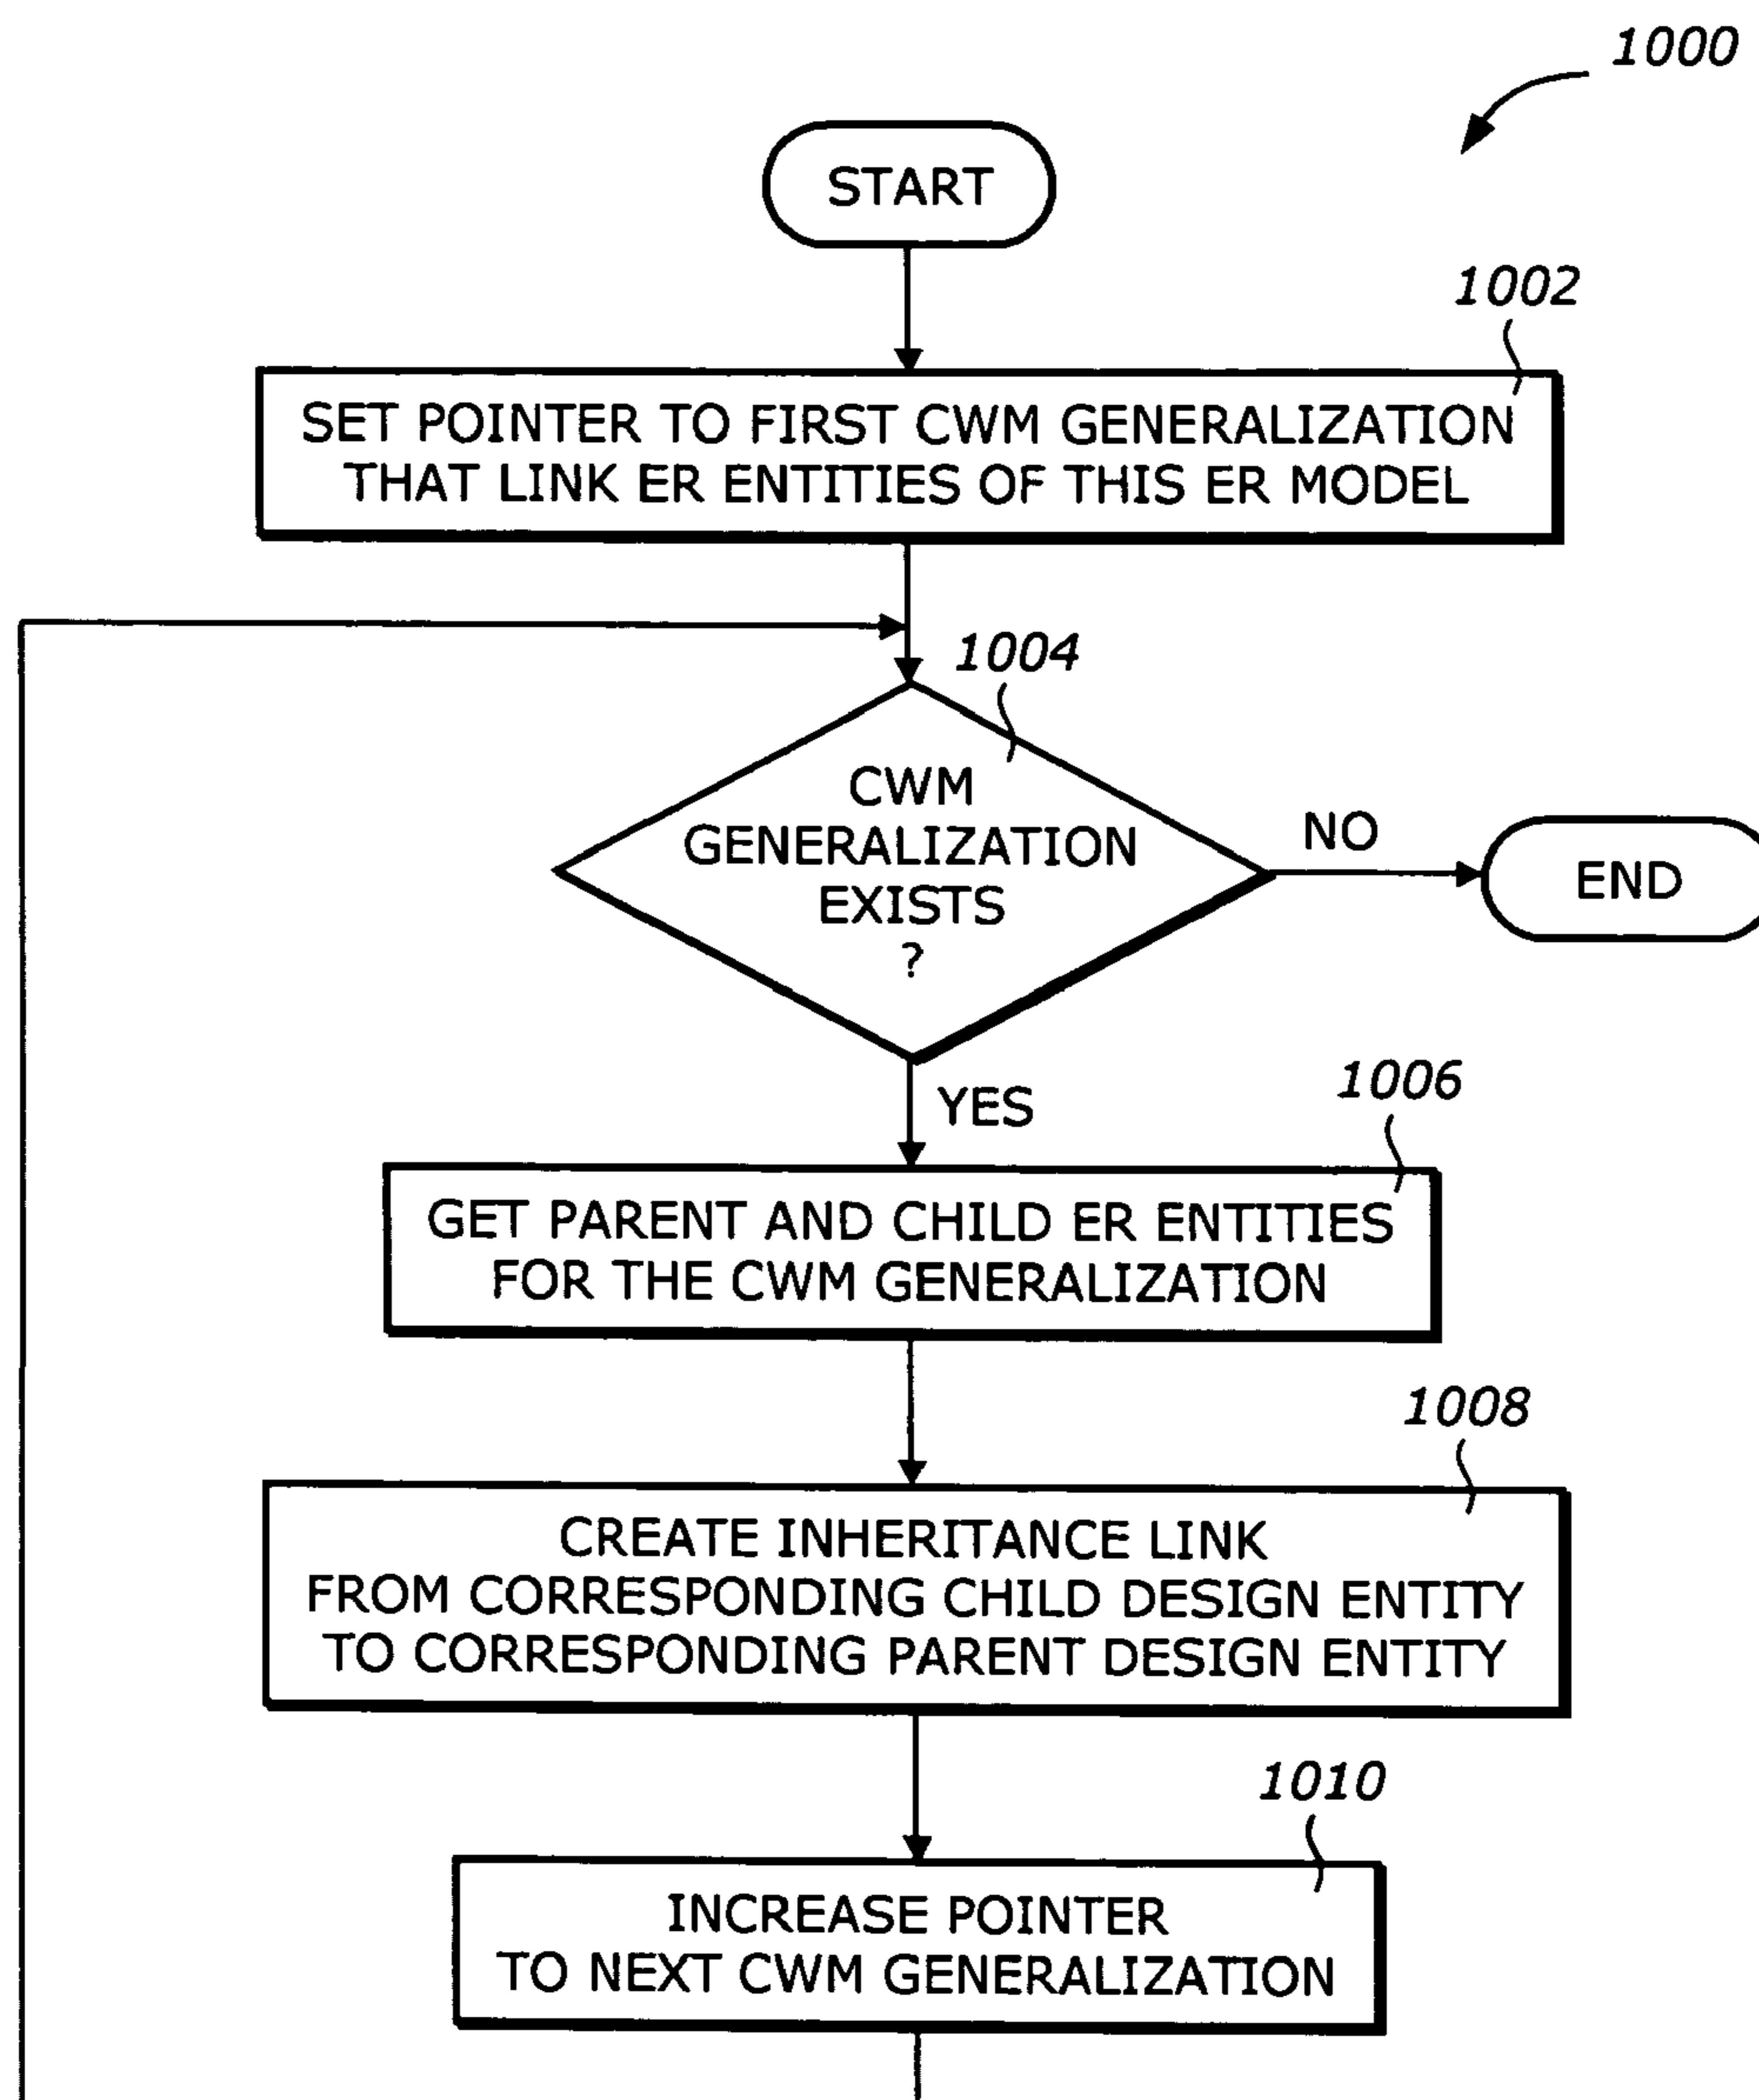 1000
START
1002
SET POINTER TO FIRST CWM GENERALIZATION
THAT LINK ER ENTITIES OF THIS ER MODEL
1004
CWM
GENERALIZATION
EXISTS
?
NO
END
YES
1006
GET PARENT AND CHILD ER ENTITIES
FOR THE CWM GENERALIZATION
1008
CREATE INHERITANCE LINK
FROM CORRESPONDING CHILD DESIGN ENTITY
TO CORRESPONDING PARENT DESIGN ENTITY
1010
INCREASE POINTER
TO NEXT CWM GENERALIZATION